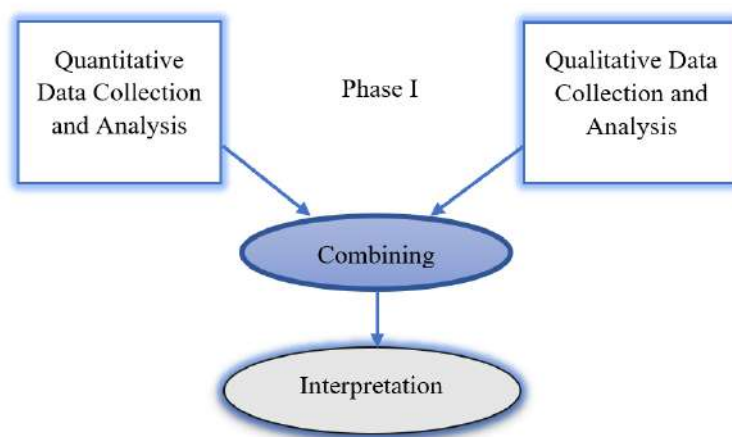 Quantitative
Data Collection
and Analysis
Phase I
Qualitative Data
Collection and
Analysis
Combining
Interpretation